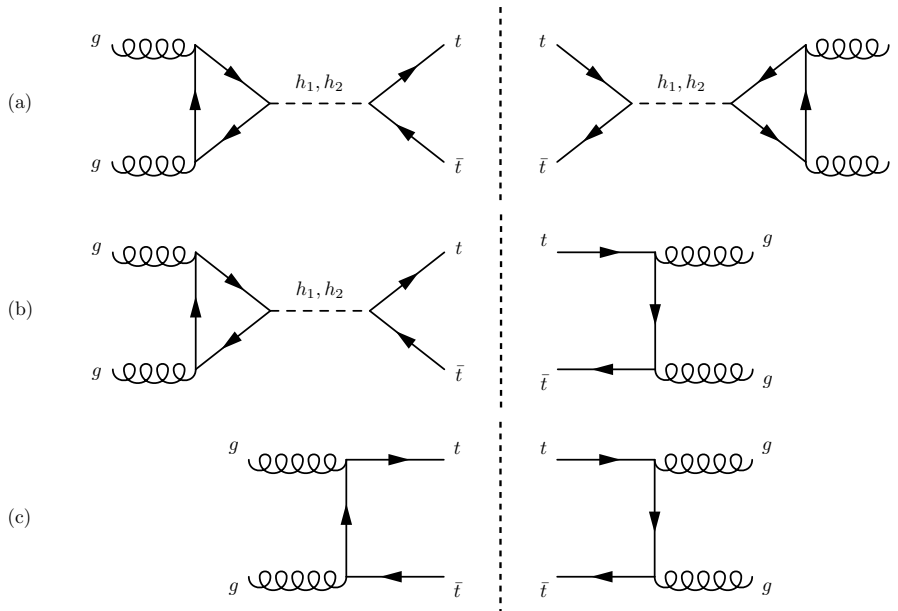 g t t
h₁, h₂ h₁, h₂
(a)
g t̄ t̄
g t t g
h₁, h₂
(b)
g t̄ t̄ g
g t t g
(c)
g t̄ t̄ g